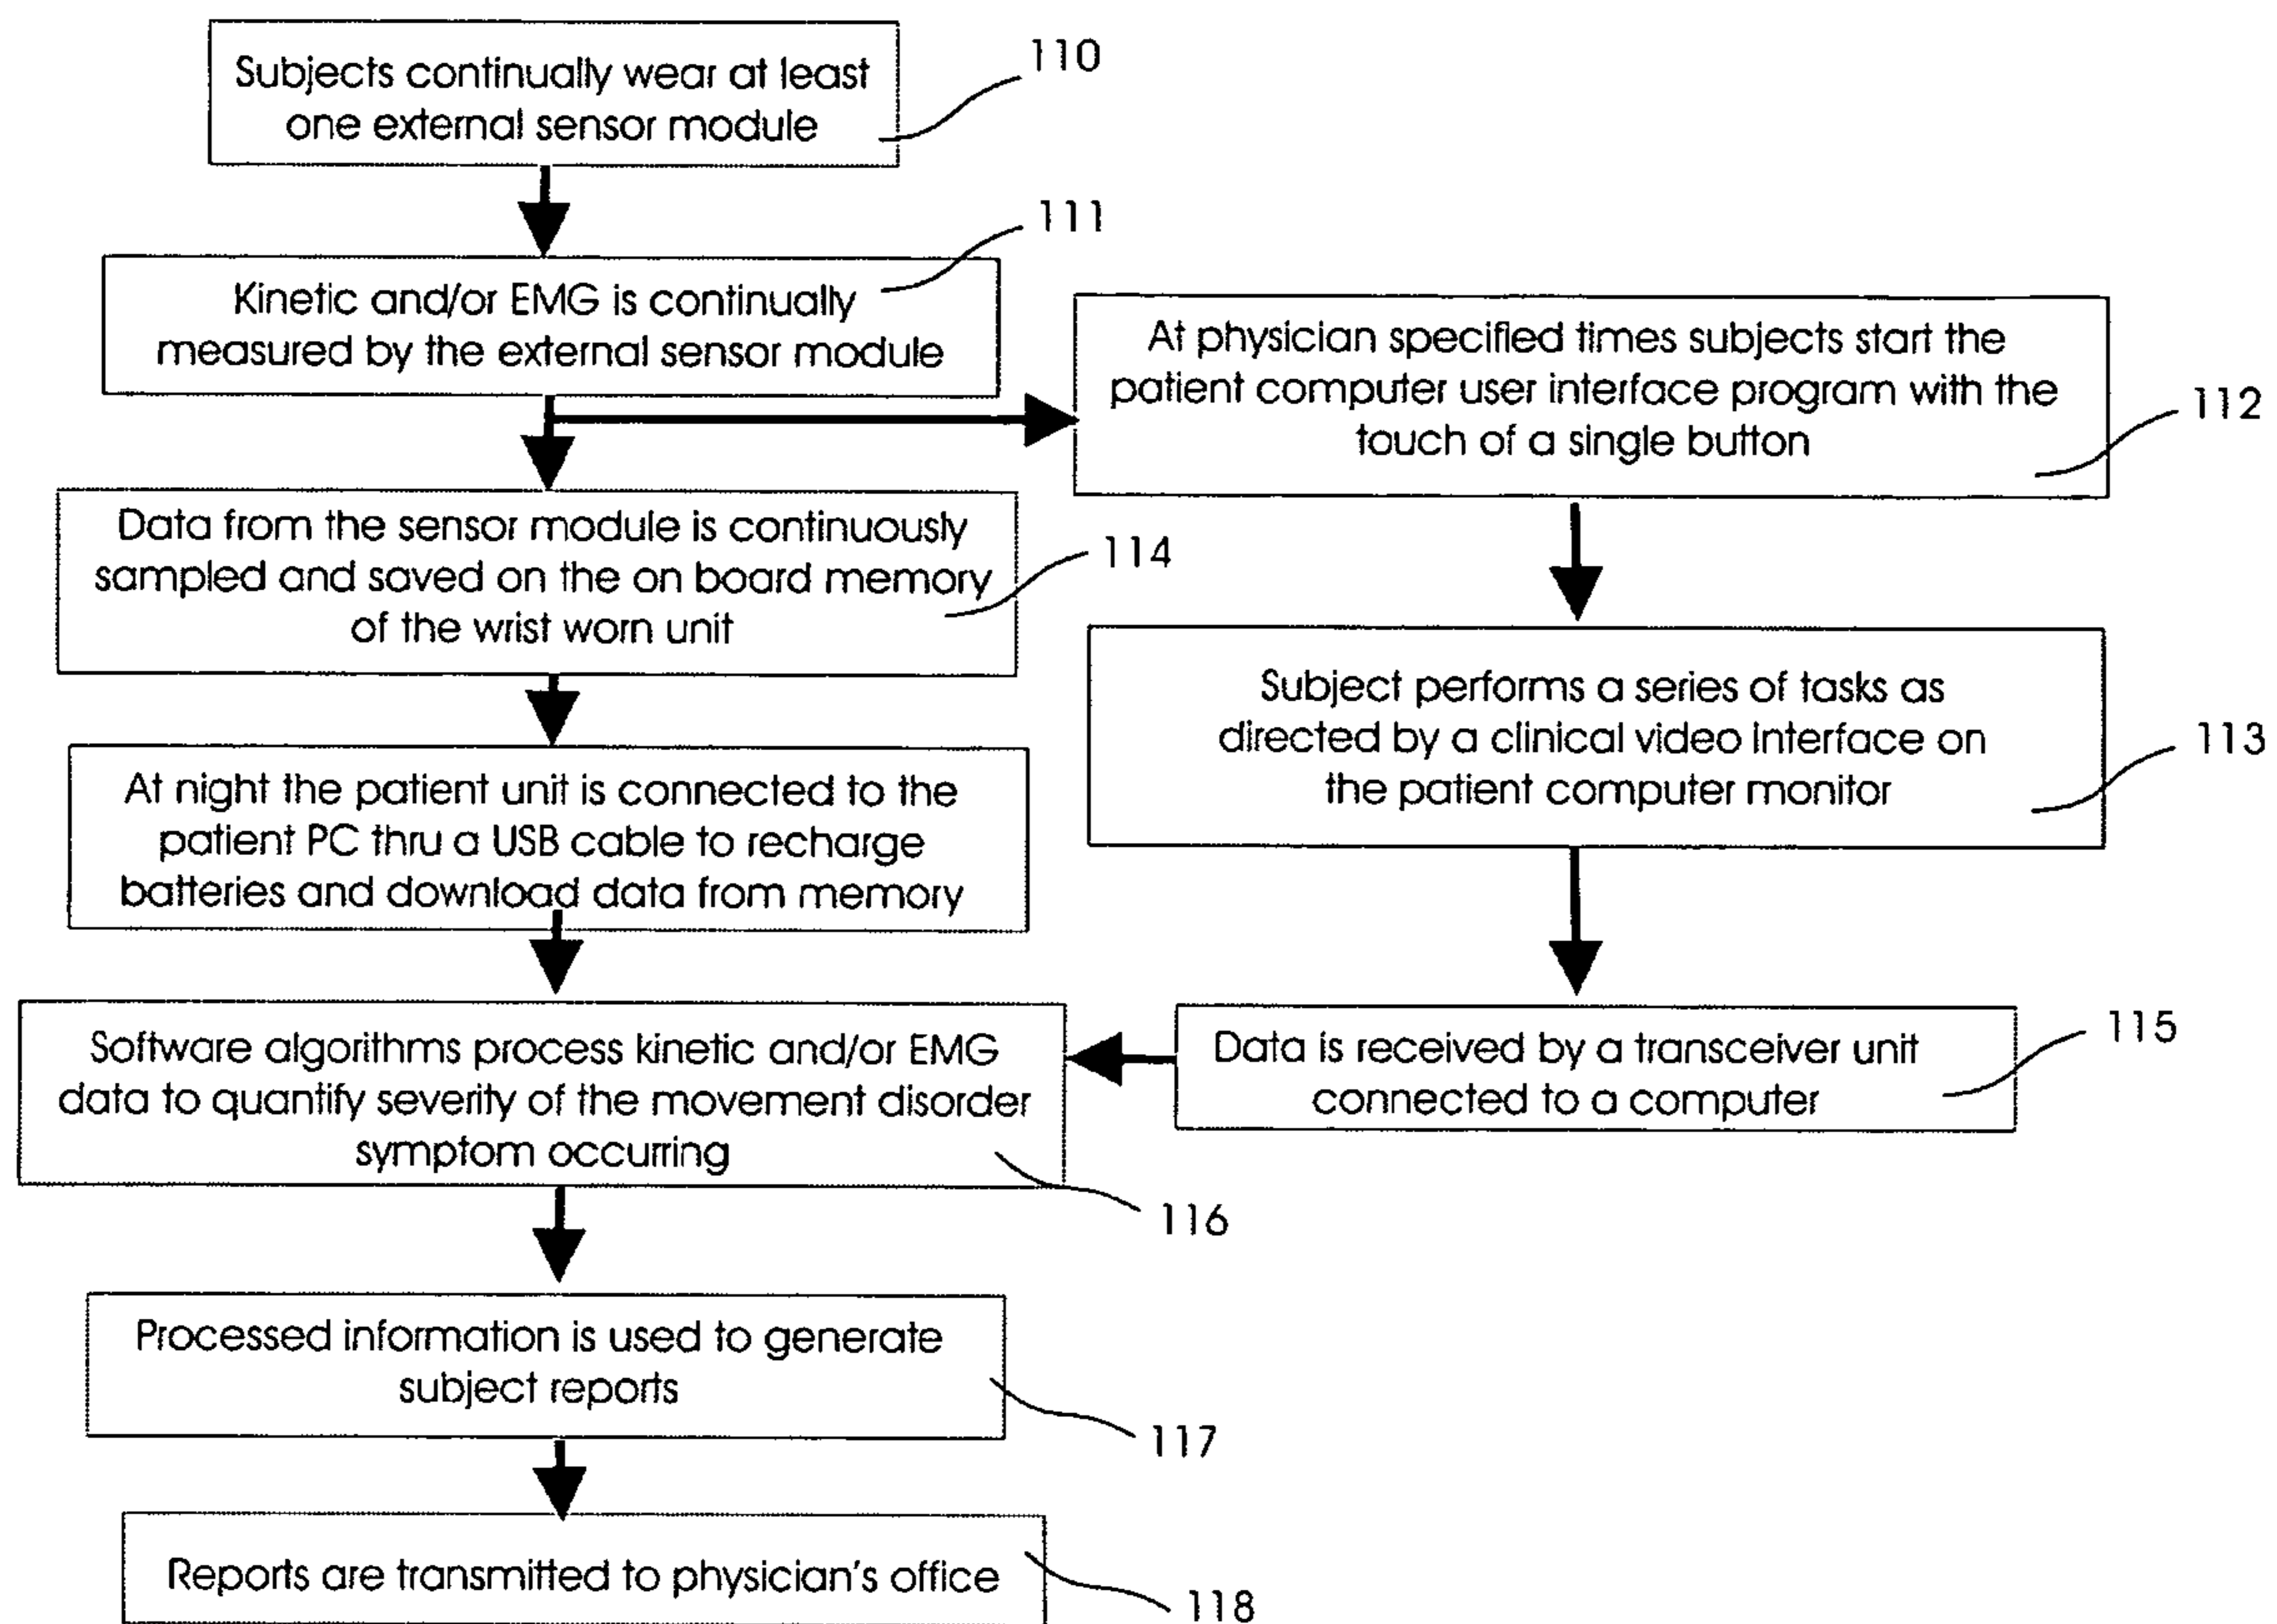 Subjects continually wear at least
one external sensor module
110
Kinetic and/or EMG is continually
measured by the external sensor module
111
At physician specified times subjects start the
patient computer user interface program with the
touch of a single button
112
Data from the sensor module is continuously
sampled and saved on the on board memory
of the wrist worn unit
114
Subject performs a series of tasks as
directed by a clinical video interface on
the patient computer monitor
113
At night the patient unit is connected to the
patient PC thru a USB cable to recharge
batteries and download data from memory
Software algorithms process kinetic and/or EMG
data to quantify severity of the movement disorder
symptom occurring
116
Data is received by a transceiver unit
connected to a computer
115
Processed information is used to generate
subject reports
117
Reports are transmitted to physician's office
118